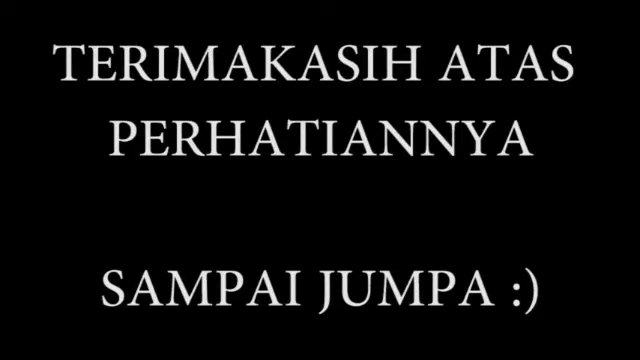 TERIMAKASIH ATAS
PERHATIANNYA
SAMPAI JUMPA :)